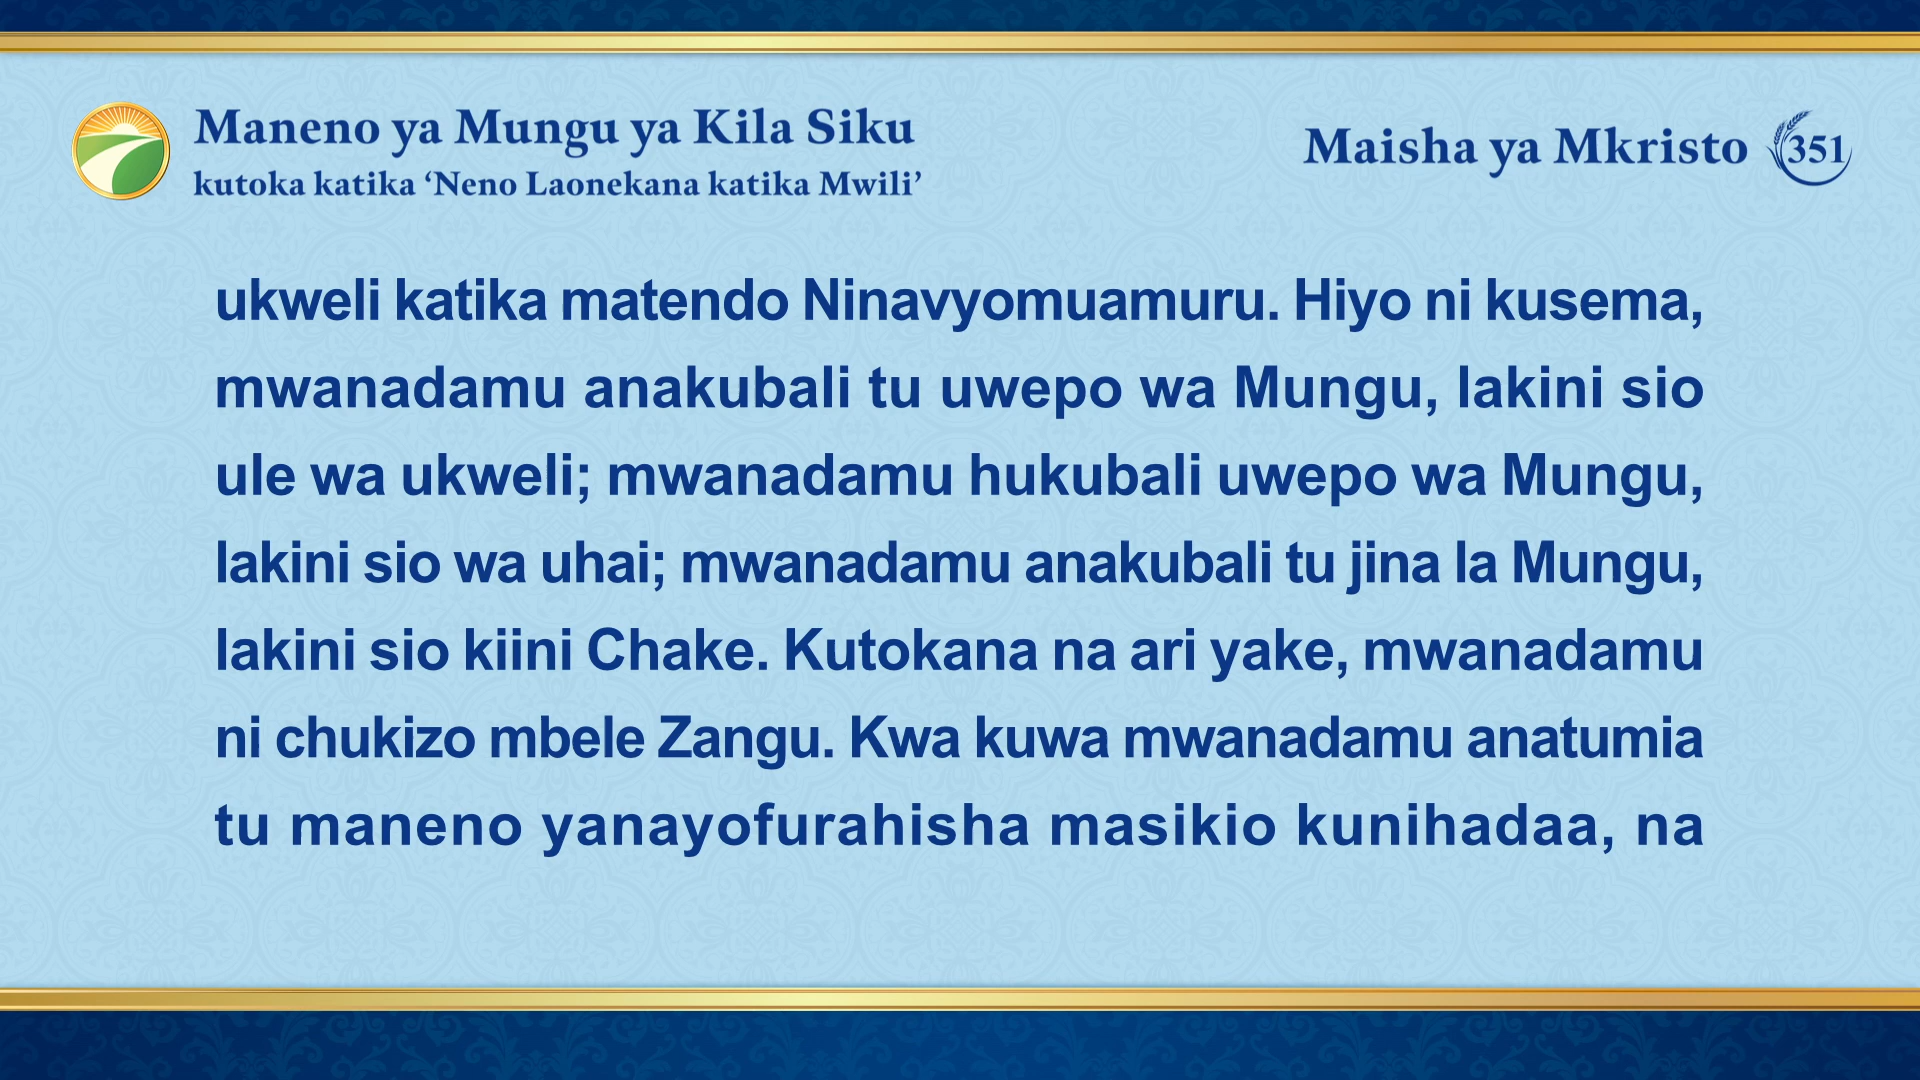 Maneno ya Mungu ya Kila Siku
kutoka katika ‘Neno Laonekana katika Mwili’
Maisha ya Mkristo 351
ukweli katika matendo Ninavyomuamuru. Hiyo ni kusema,
mwanadamu anakubali tu uwepo wa Mungu, lakini sio
ule wa ukweli; mwanadamu hukubali uwepo wa Mungu,
lakini sio wa uhai; mwanadamu anakubali tu jina la Mungu,
lakini sio kiini Chake. Kutokana na ari yake, mwanadamu
ni chukizo mbele Zangu. Kwa kuwa mwanadamu anatumia
tu maneno yanayofurahisha masikio kunihadaa, na